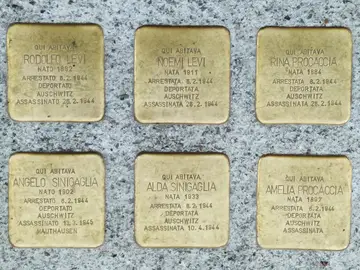 QUI ABITAVA
RODOLFO LEVI
NATO
ARRESTATO 8.2.1944
DEPORTATO
AUSCHWITZ
ASSASSINATO 26.2.1944
QUI ABITAVA
NOEMI LEVI
NATA 1911
ARRESTATA 8.2.1944
DEPORTATA
AUSCHWITZ
ASSASSINATA 26.2.1944
QUI ABITAVA
RINA PROCACCIA
NATA
ARRESTATA 8.2.1944
DEPORTATA
AUSCHWITZ
ASSASSINATA 26.2.1944
QUI ABITAVA
ANGELO SINIGAGLIA
NATO 1902
ARRESTATO 6.2.1944
DEPORTATO
AUSCHWITZ
ASSASSINATO
MAUTHAUSEN
QUI ABITAVA
ALDA SINIGAGLIA
NATA
ARRESTATA 8.2.1944
DEPORTATA
AUSCHWITZ
ASSASSINATA 10.4.1944
QUI ABITAVA
AMELIA PROCACCIA
NATA
ARRESTATA 6.2.1944
DEPORTATA
AUSCHWITZ
ASSASSINATA